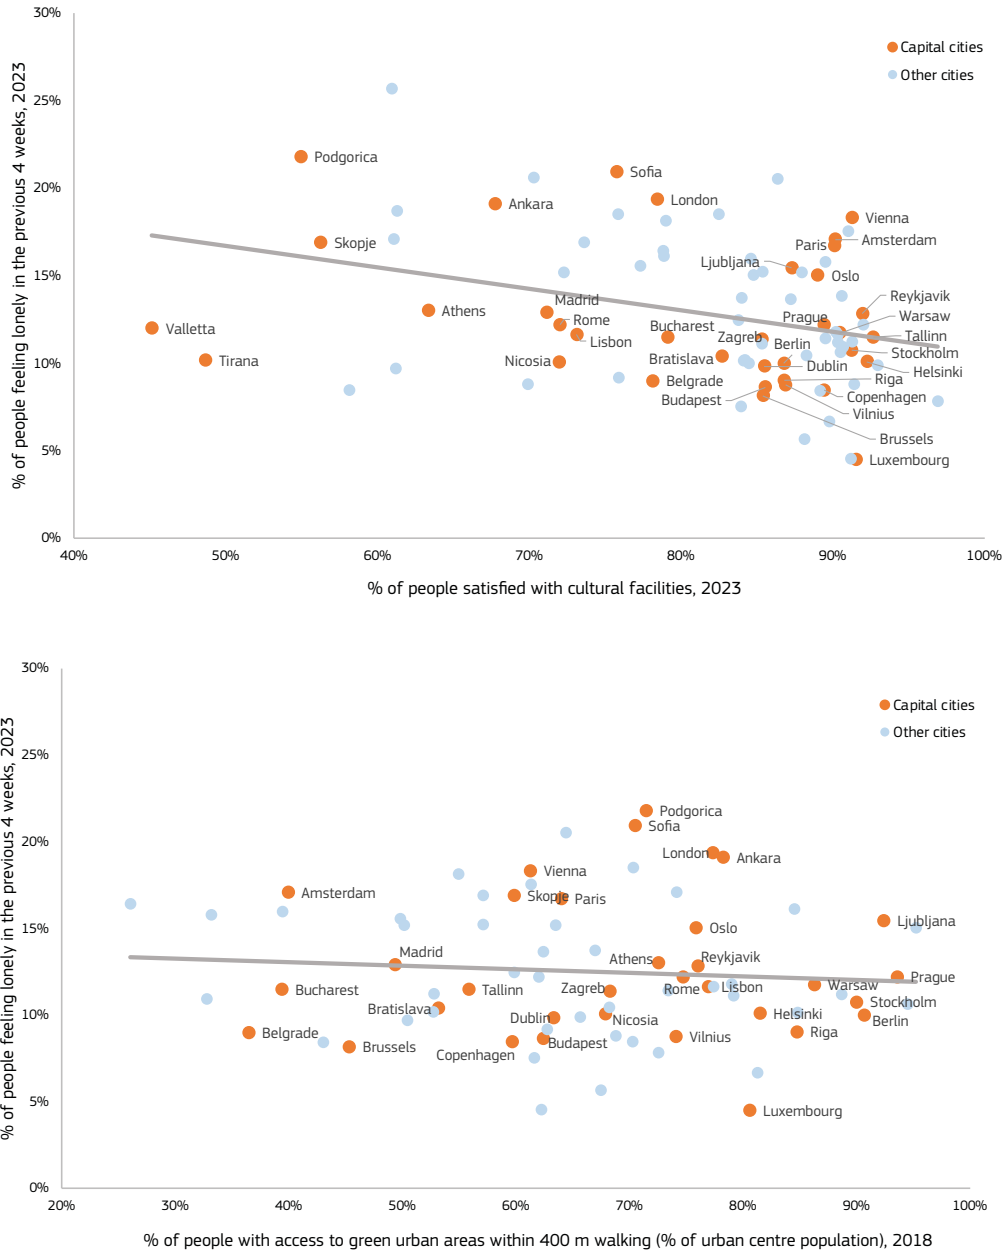 % of people feeling lonely in the previous 4 weeks, 2023
30%
25%
20%
15%
10%
5%
0%
Capital cities
Other cities
Podgorica
Sofia
London
Ankara
Vienna
Amsterdam
Paris
Skopje
Ljubljana
Oslo
Reykjavik
Madrid
Athens
Prague
Warsaw
Rome
Bucharest
Valletta
Zagreb
Tallinn
Lisbon
Berlin
Stockholm
Tirana
Nicosia
Bratislava
Dublin
Helsinki
Belgrade
Riga
Budapest
Copenhagen
Vilnius
Brussels
Luxembourg
40%
50%
60%
70%
80%
90%
100%
% of people satisfied with cultural facilities, 2023
% of people feeling lonely in the previous 4 weeks, 2023
30%
25%
20%
15%
10%
5%
0%
Capital cities
Other cities
Podgorica
Sofia
London
Ankara
Vienna
Amsterdam
Skopje
Paris
Ljubljana
Oslo
Madrid
Athens
Reykjavik
Prague
Bucharest
Tallinn
Zagreb
Rome
Lisbon
Warsaw
Stockholm
Bratislava
Dublin
Nicosia
Helsinki
Berlin
Belgrade
Riga
Vilnius
Brussels
Copenhagen
Budapest
Luxembourg
20%
30%
40%
50%
60%
70%
80%
90%
100%
% of people with access to green urban areas within 400 m walking (% of urban centre population), 2018